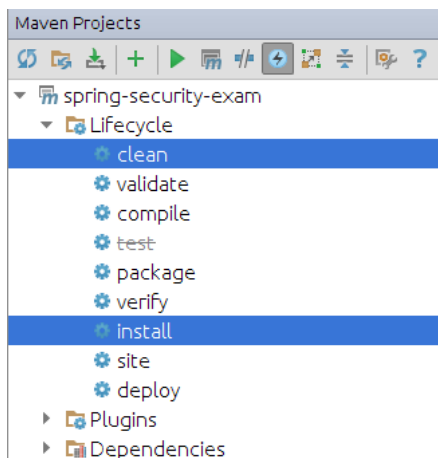 Maven Projects
spring-security-exam
Lifecycle
clean
validate
compile
test
package
verify
install
site
deploy
Plugins
Dependencies